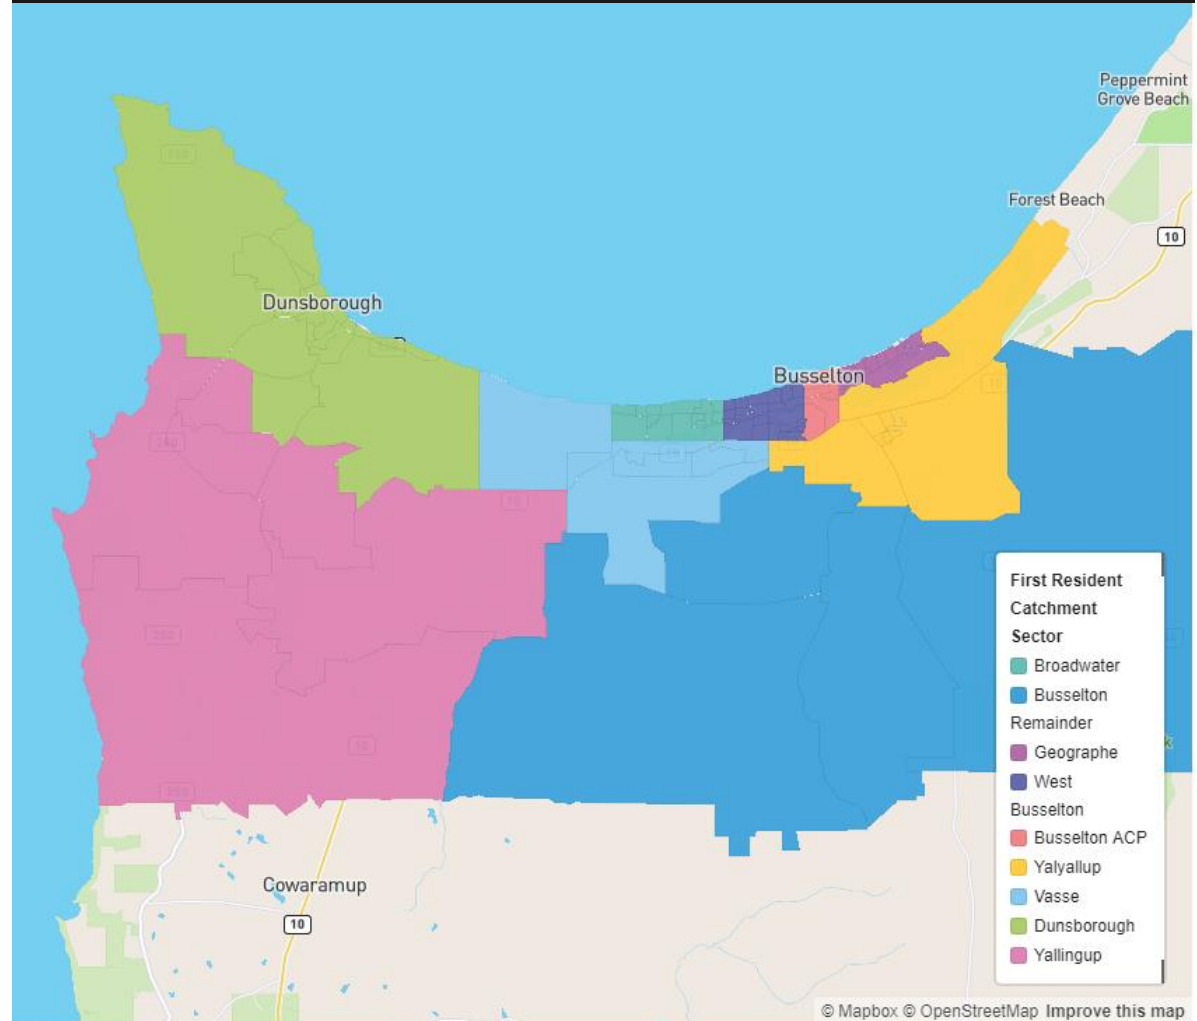 Peppermint
Grove Beach
Forest Beach
10
Dunsborough
Busselton
First Resident
Catchment
Sector
Broadwater
Busselton
Remainder
Geographe
West
Busselton
Busselton ACP
Yalyallup
Vasse
Dunsborough
Yallingup
Cowaramup
10
© Mapbox © OpenStreetMap Improve this map